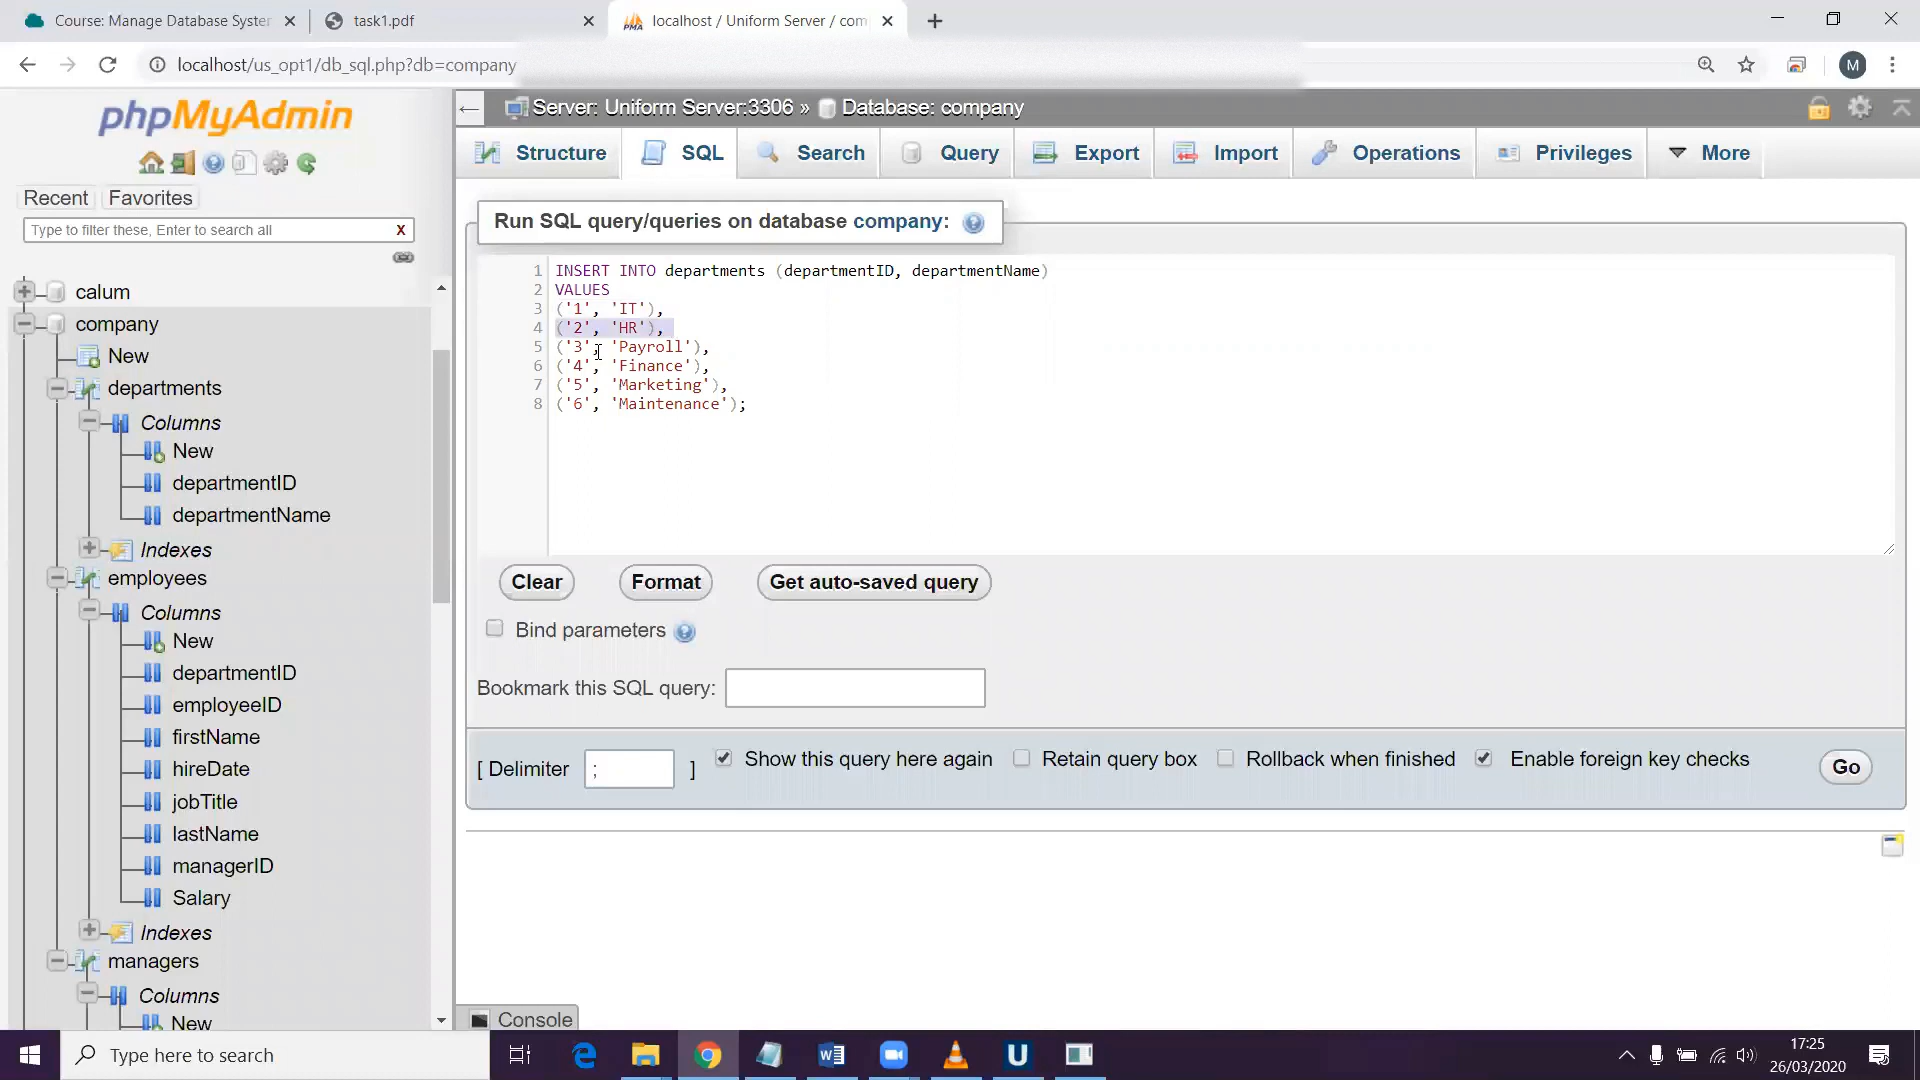 Course: Manage Database System
task1.pdf
localhost / Uniform Server / com
localhost/us_opt1/db_sql.php?db=company
M
phpMyAdmin
Recent
Favorites
Type to filter these, Enter to search all
X
calum
company
New
departments
Columns
New
departmentID
departmentName
Indexes
employees
Columns
New
departmentID
employeeID
firstName
hireDate
jobTitle
lastName
managerID
Salary
Indexes
managers
Columns
New
Server: Uniform Server:3306 » Database: company
Structure
SQL
Search
Query
Export
Import
Operations
Privileges
More
Run SQL query/queries on database company:
1 INSERT INTO departments (departmentID, departmentName)
2 VALUES
3 ('1', 'IT'),
4 ('2', 'HR'),
5 ('3', 'Payroll'),
6 ('4', 'Finance'),
7 ('5', 'Marketing'),
8 ('6', 'Maintenance');
Clear
Format
Get auto-saved query
Bind parameters
Bookmark this SQL query:
[ Delimiter ; ]
Show this query here again
Retain query box
Rollback when finished
Enable foreign key checks
Go
Console
Type here to search
17:25
26/03/2020